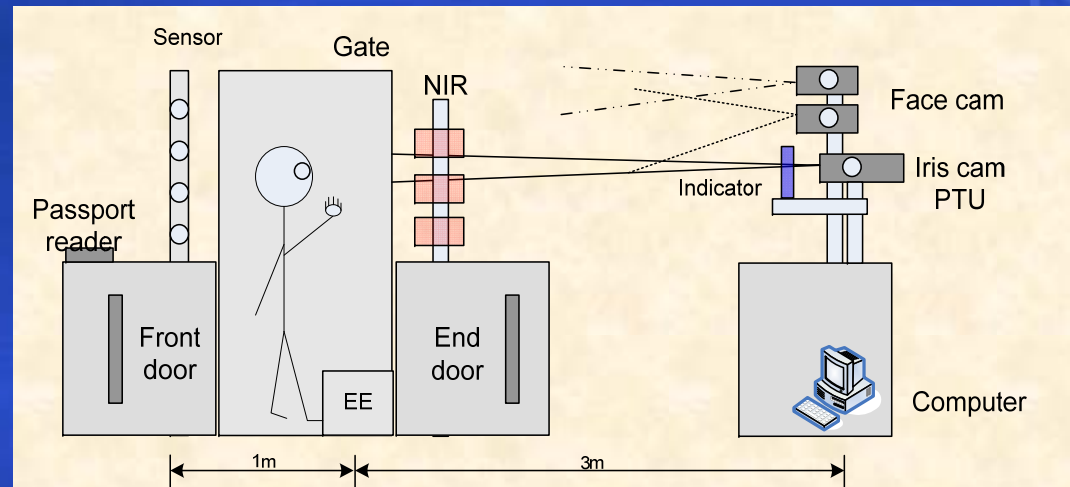 Sensor
Gate
NIR
Face cam
Iris cam
PTU
Indicator
Passport
reader
Front
door
End
door
EE
Computer
1m
3m